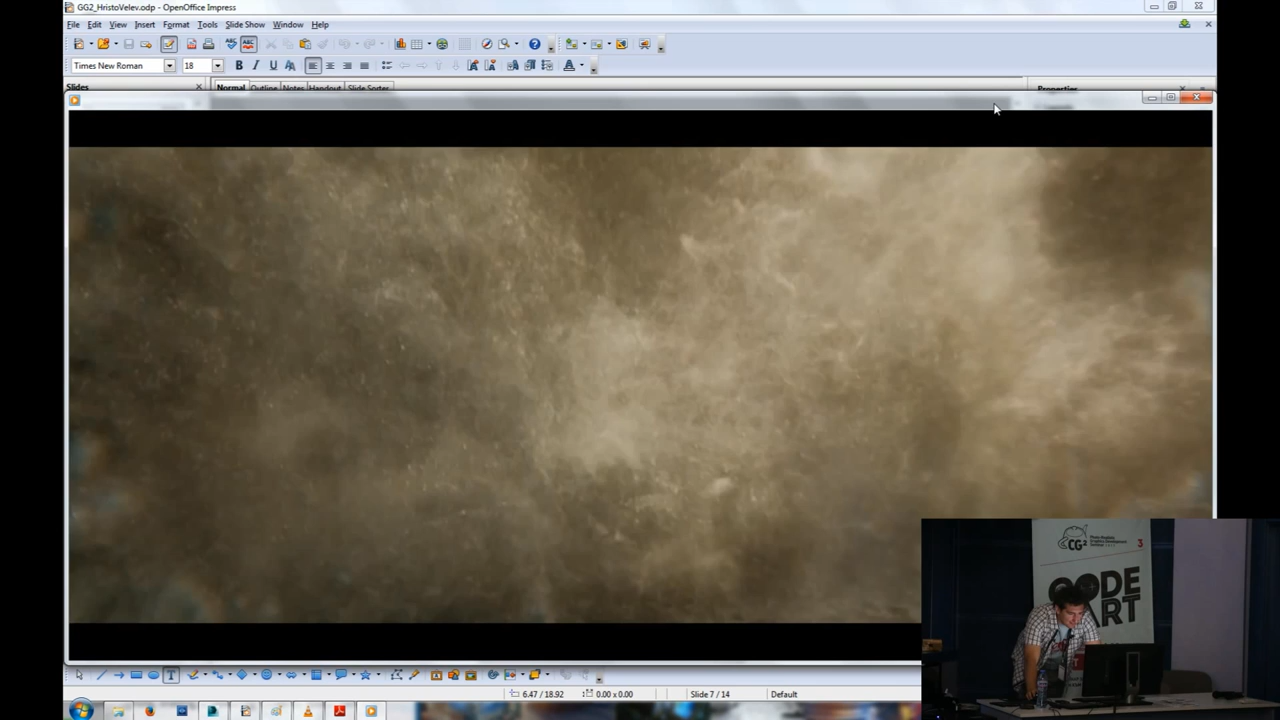 GG2_HristoVelev.odp - OpenOffice Impress
File Edit View Insert Format Tools Slide Show Window Help
Times New Roman 18
Slides Normal Outline Notes Handout Slide Sorter Properties
6.47 / 18.92 0.00 x 0.00 Slide 7 / 14 Default
CG2
3
CODE
ART